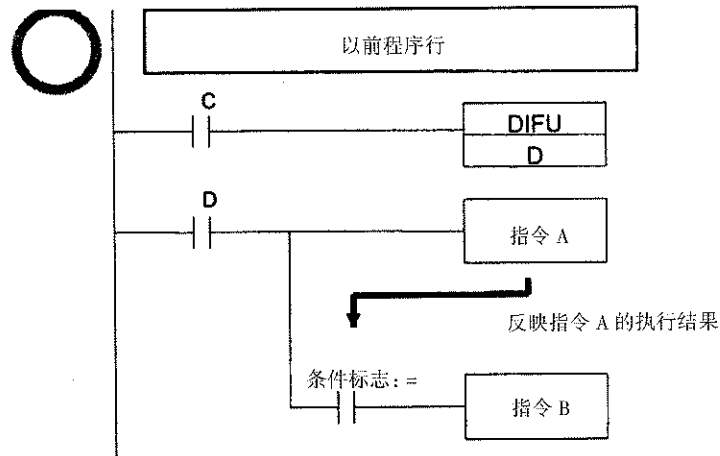 以前程序行
C
DIFU
D
D
指令 A
反映指令 A 的执行结果
条件标志: =
指令 B